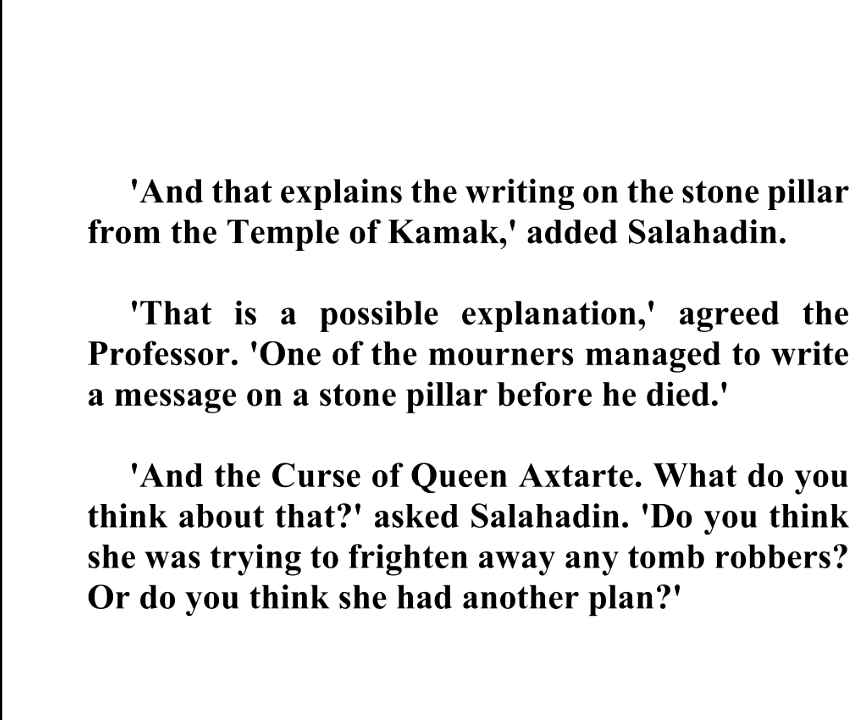 'And that explains the writing on the stone pillar
from the Temple of Kamak,' added Salahadin.
'That is a possible explanation,' agreed the
Professor. 'One of the mourners managed to write
a message on a stone pillar before he died.'
'And the Curse of Queen Axtarte. What do you
think about that?' asked Salahadin. 'Do you think
she was trying to frighten away any tomb robbers?
Or do you think she had another plan?'